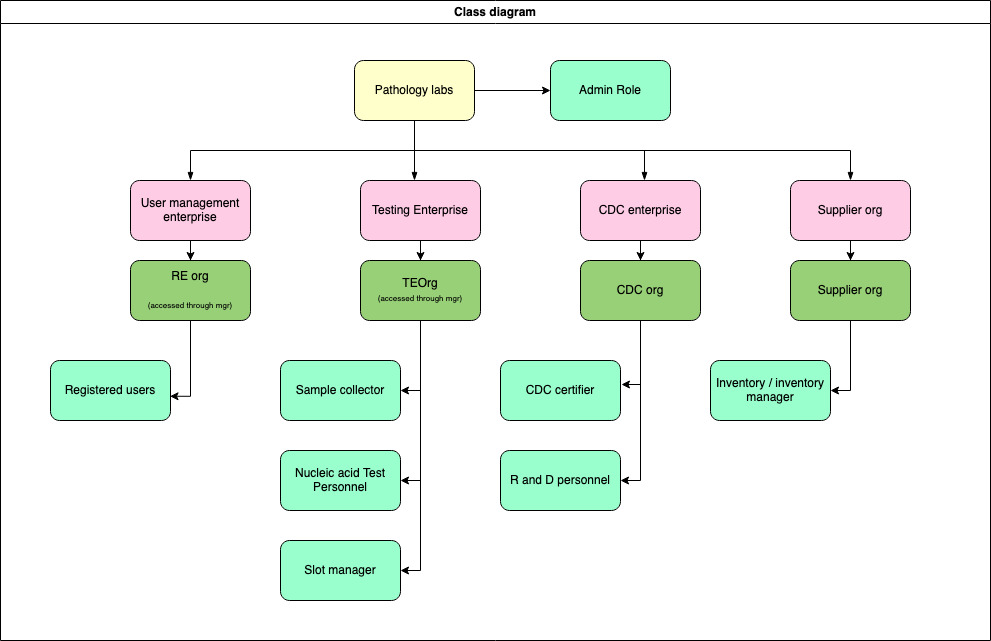 Class diagram
Pathology labs
Admin Role
User management
enterprise
Testing Enterprise
CDC enterprise
Supplier org
RE org
(accessed through mgr)
TEOrg
(accessed through mgr)
CDC org
Supplier org
Registered users
Sample collector
CDC certifier
Inventory / inventory
manager
Nucleic acid Test
Personnel
R and D personnel
Slot manager